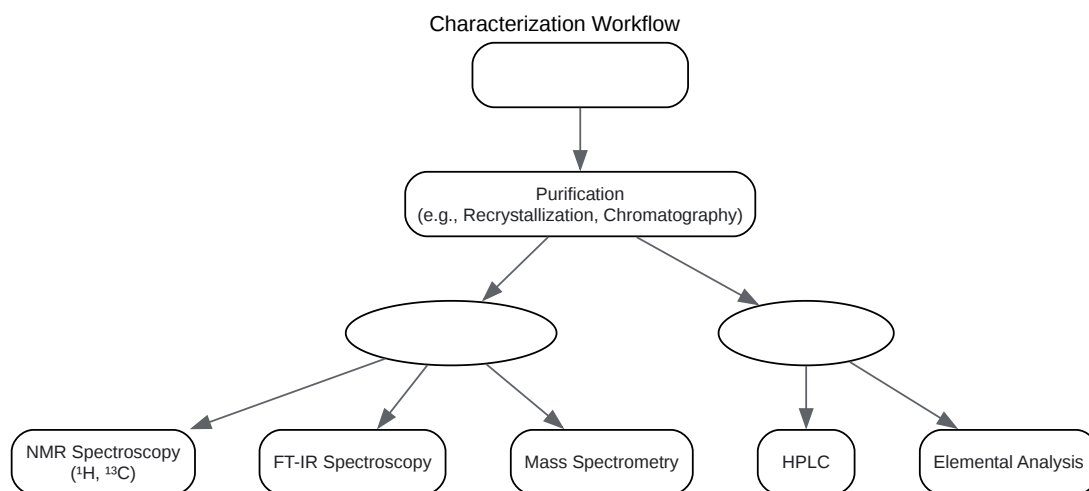 Characterization Workflow
Purification
(e.g., Recrystallization, Chromatography)
NMR Spectroscopy
(¹H, ¹³C)
FT-IR Spectroscopy
Mass Spectrometry
HPLC
Elemental Analysis